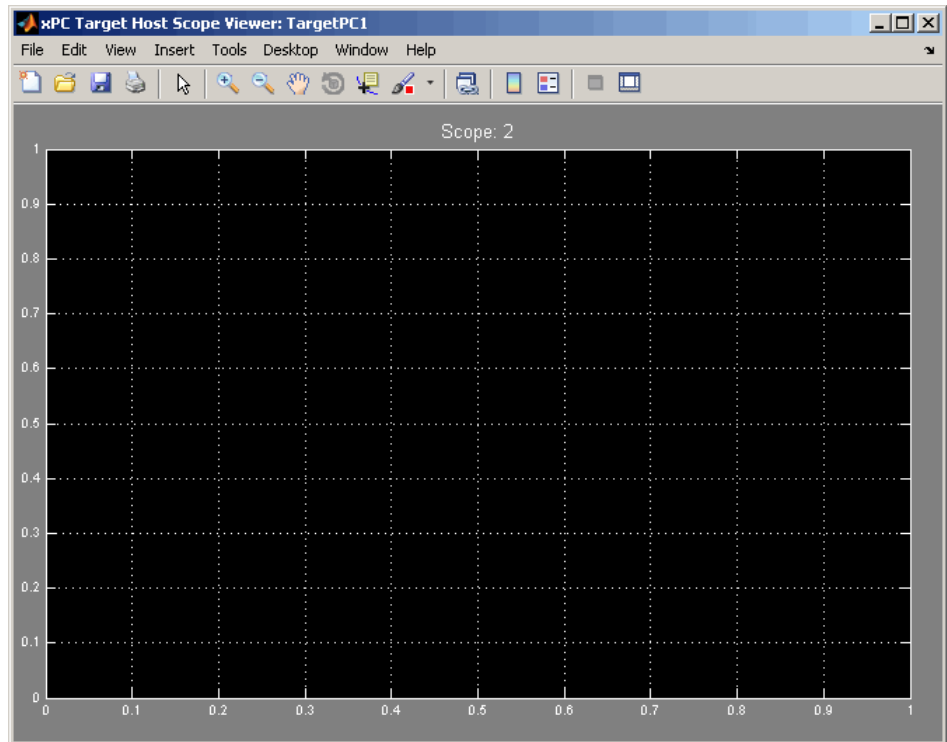 xPC Target Host Scope Viewer: TargetPC1
File Edit View Insert Tools Desktop Window Help
Scope: 2
1
0.9
0.8
0.7
0.6
0.5
0.4
0.3
0.2
0.1
0
0 0.1 0.2 0.3 0.4 0.5 0.6 0.7 0.8 0.9 1